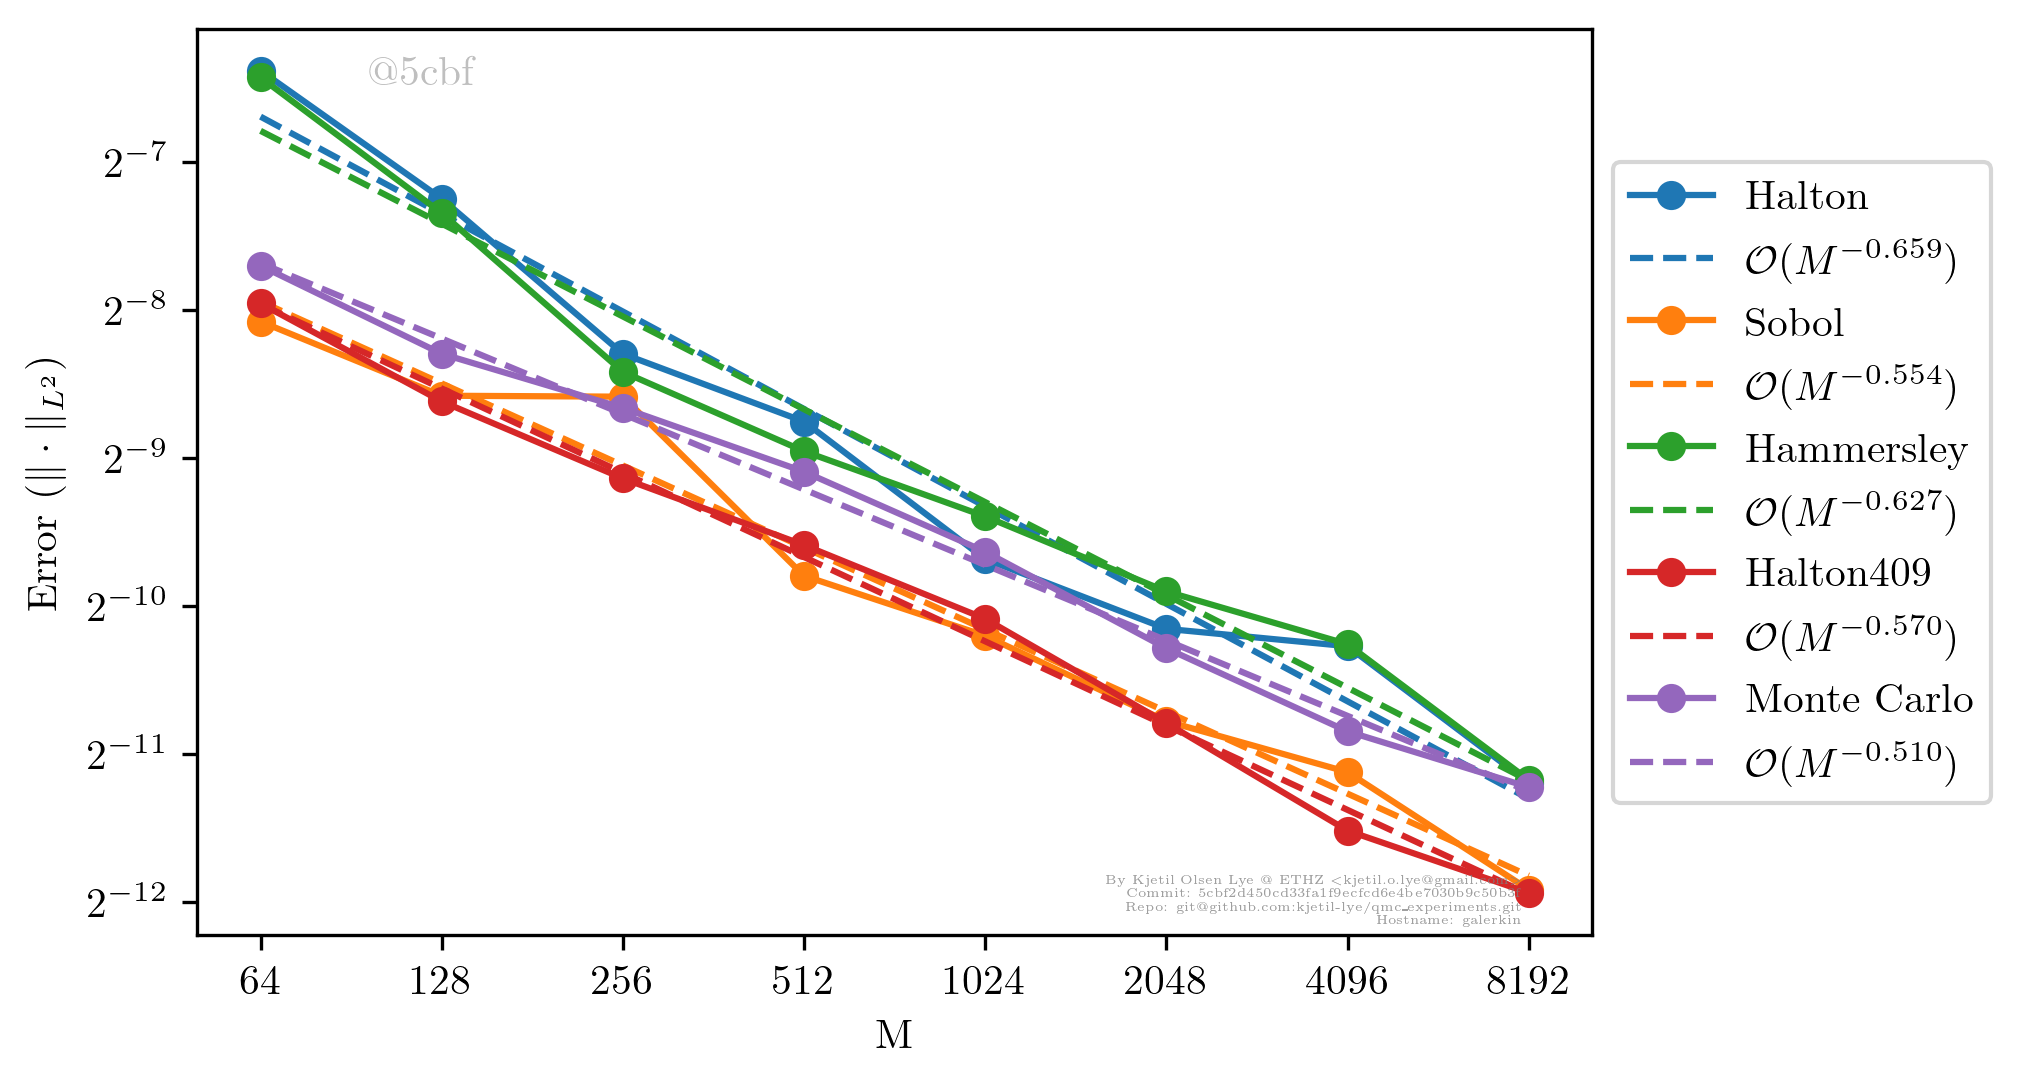 @5cbf
2^{-7}
2^{-8}
2^{-9}
2^{-10}
2^{-11}
2^{-12}
Error (|| · ||_{L^2})
64 128 256 512 1024 2048 4096 8192
M
Halton
𝒪(M^{-0.659})
Sobol
𝒪(M^{-0.554})
Hammersley
𝒪(M^{-0.627})
Halton409
𝒪(M^{-0.570})
Monte Carlo
𝒪(M^{-0.510})
By Kjetil Olsen Lye @ ETHZ
Commit:
Repo: git@github.com:kjetil-lye/qmc_experiments.git
Hostname: galerkin